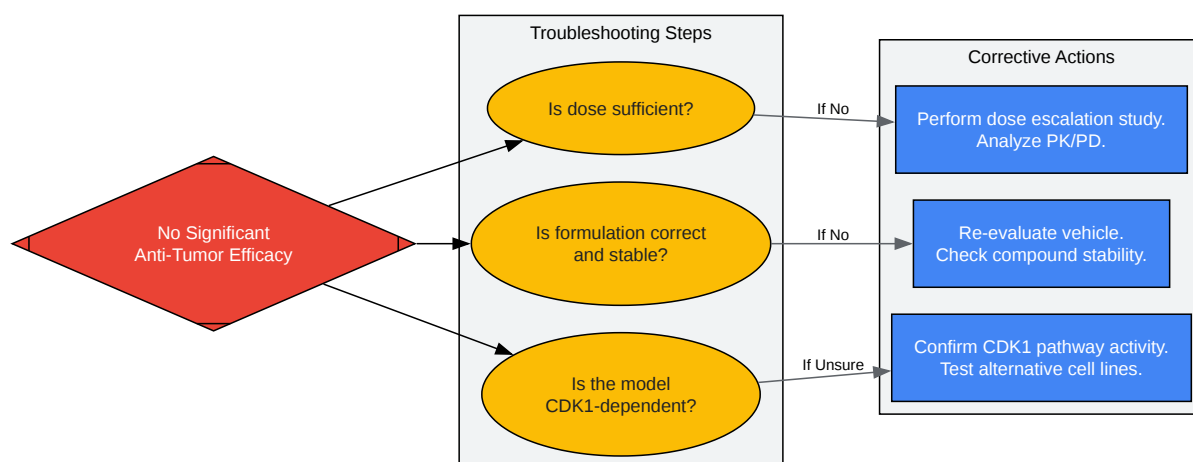 Troubleshooting Steps
Corrective Actions
No Significant
Anti-Tumor Efficacy
Is dose sufficient?
If No
Perform dose escalation study.
Analyze PK/PD.
Is formulation correct
and stable?
If No
Re-evaluate vehicle.
Check compound stability.
Is the model
CDK1-dependent?
If Unsure
Confirm CDK1 pathway activity.
Test alternative cell lines.